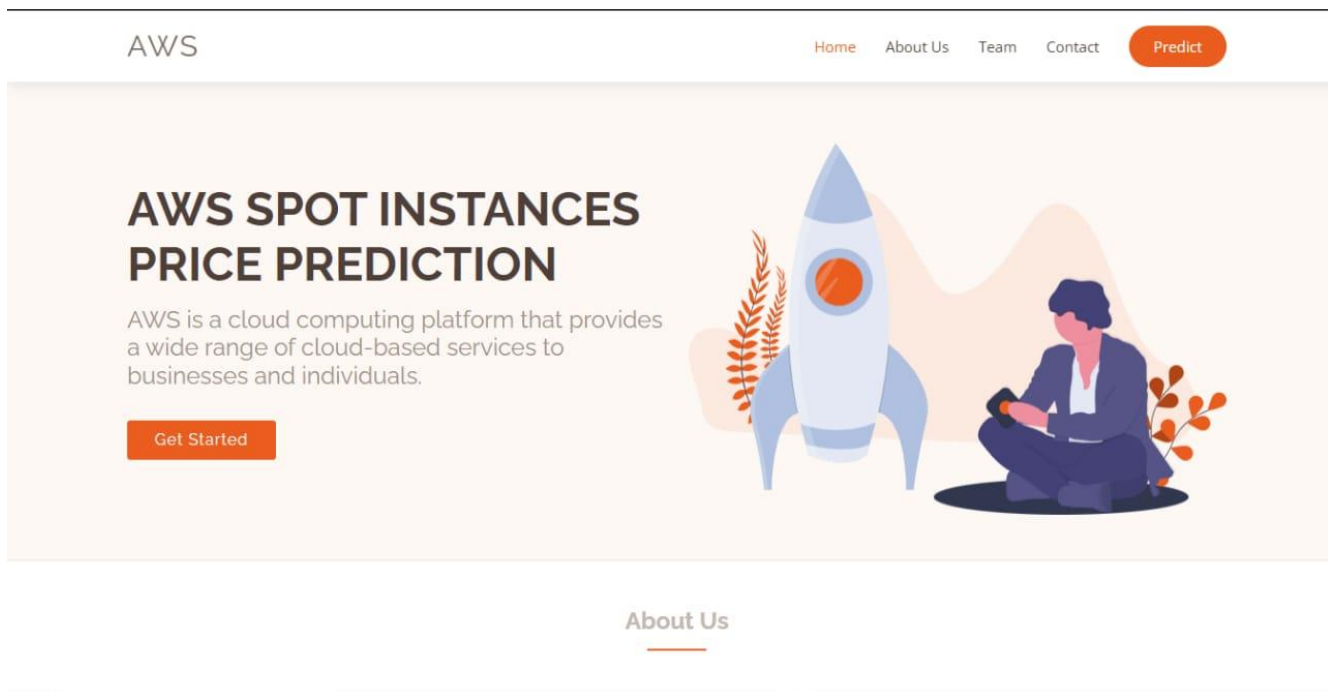 AWS
Home About Us Team Contact Predict
AWS SPOT INSTANCES
PRICE PREDICTION
AWS is a cloud computing platform that provides
a wide range of cloud-based services to
businesses and individuals.
Get Started
About Us